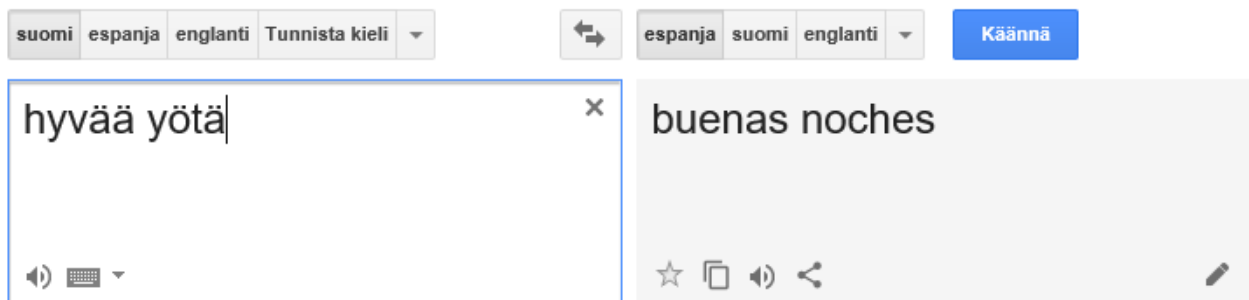 suomi espanja englanti Tunnista kieli espanja suomi englanti Käännä
hyvää yötä buenas noches